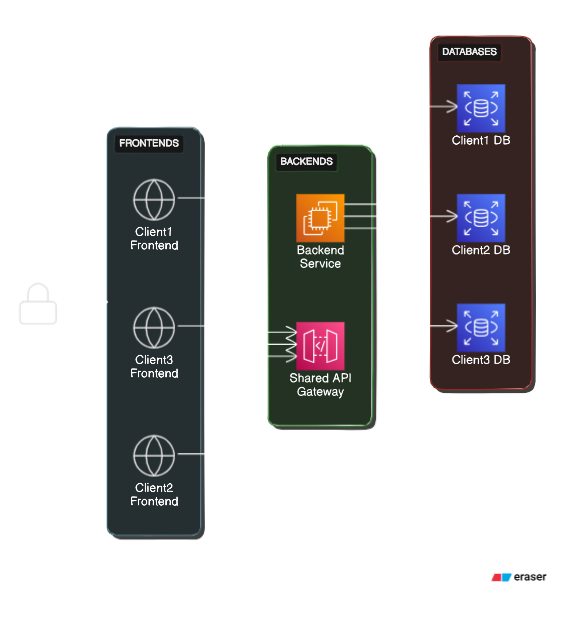 FRONTENDS
Client1
Frontend
Client3
Frontend
Client2
Frontend
BACKENDS
Backend
Service
Shared API
Gateway
DATABASES
Client1 DB
Client2 DB
Client3 DB
eraser